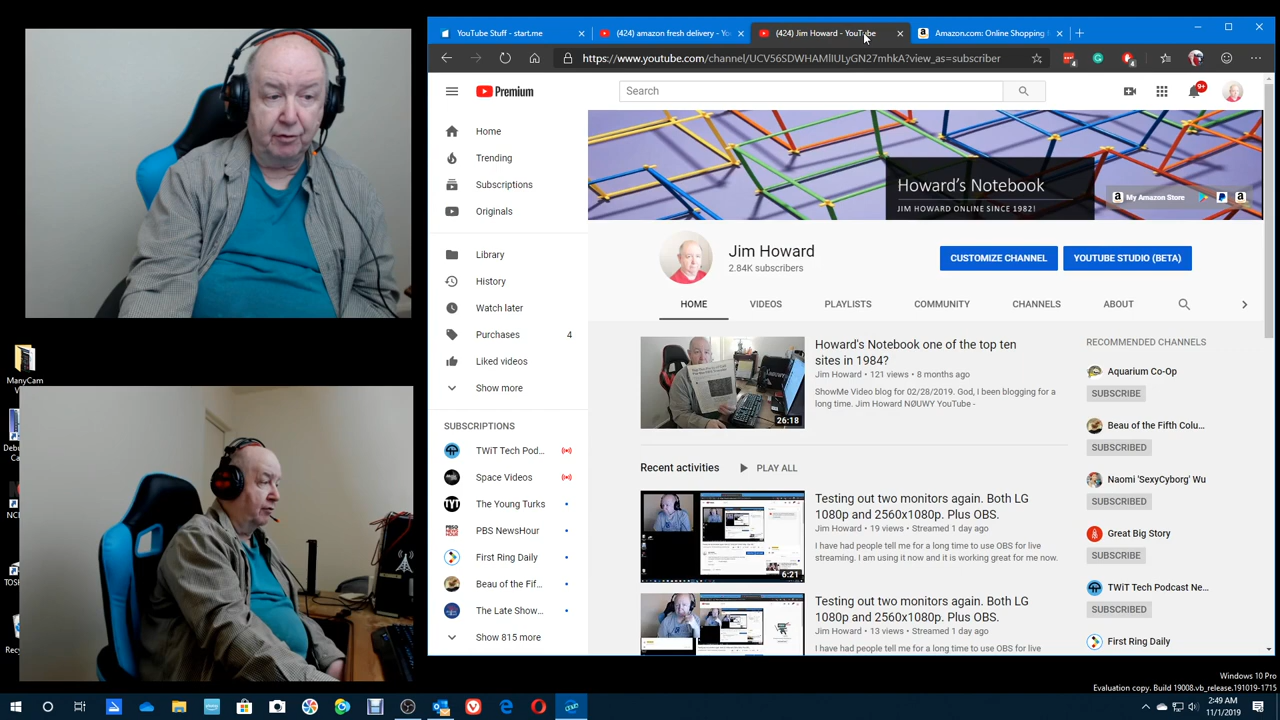 YouTube Stuff - start.me
(424) amazon fresh delivery - Yo
(424) Jim Howard - YouTube
Amazon.com: Online Shopping
https://www.youtube.com/channel/UCV56SDWHAMlIULyGN27mhkA?view_as=subscriber
Premium
Search
9+
Home
Trending
Subscriptions
Originals
Library
History
Watch later
Purchases 4
Liked videos
Show more
SUBSCRIPTIONS
TWiT Tech Pod...
Space Videos
The Young Turks
PBS NewsHour
First Ring Daily
Beau of the Fif...
The Late Show...
Show 815 more
Howard's Notebook
JIM HOWARD ONLINE SINCE 1982!
My Amazon Store
Jim Howard
2.84K subscribers
CUSTOMIZE CHANNEL
YOUTUBE STUDIO (BETA)
HOME VIDEOS PLAYLISTS COMMUNITY CHANNELS ABOUT
Howard's Notebook one of the top ten
sites in 1984?
Jim Howard • 121 views • 8 months ago
ShowMe Video blog for 02/28/2019. God, I been blogging for a
long time. Jim Howard NØUWY YouTube -
26:18
Recent activities
PLAY ALL
Testing out two monitors again. Both LG
1080p and 2560x1080p. Plus OBS.
Jim Howard • 19 views • Streamed 1 day ago
I have had people tell me for a long time to use OBS for live
streaming. I am using it now and it is working great for me now.
6:21
Testing out two monitors again. Both LG
1080p and 2560x1080p. Plus OBS.
Jim Howard • 13 views • Streamed 1 day ago
I have had people tell me for a long time to use OBS for live
RECOMMENDED CHANNELS
Aquarium Co-Op
SUBSCRIBE
Beau of the Fifth Colu...
SUBSCRIBED
Naomi 'SexyCyborg' Wu
SUBSCRIBED
Great Big Story
SUBSCRIBE
TWiT Tech Podcast Ne...
SUBSCRIBED
First Ring Daily
ManyCam
Windows 10 Pro
Evaluation copy. Build 19008.vb_release.191019-1715
2:49 AM
11/1/2019